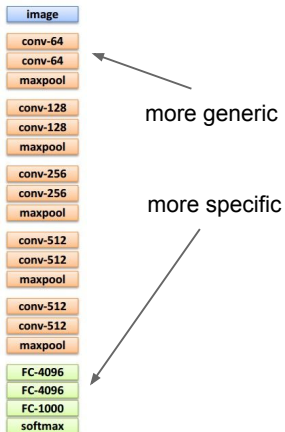 image
conv-64
conv-64
maxpool
conv-128
conv-128
maxpool
conv-256
conv-256
maxpool
conv-512
conv-512
maxpool
conv-512
conv-512
maxpool
FC-4096
FC-4096
FC-1000
softmax
more generic
more specific